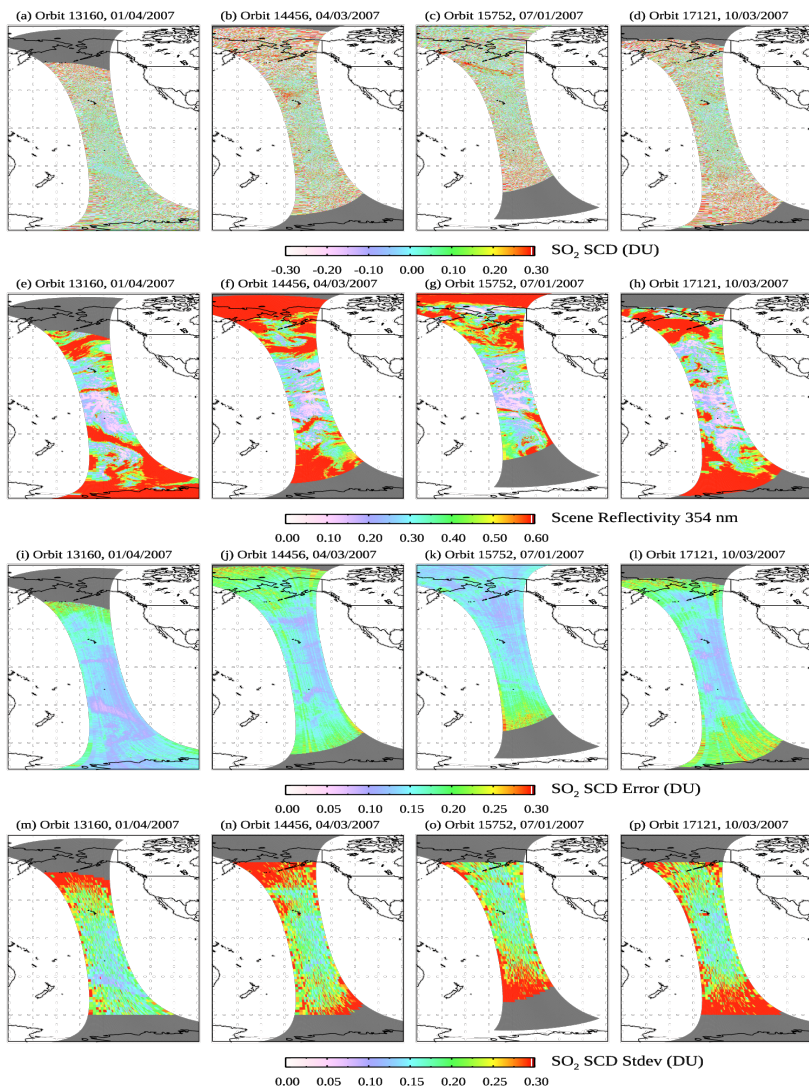 (a) Orbit 13160, 01/04/2007 (b) Orbit 14456, 04/03/2007 (c) Orbit 15752, 07/01/2007 (d) Orbit 17121, 10/03/2007
-0.30 -0.20 -0.10 0.00 0.10 0.20 0.30 SO₂ SCD (DU)
(e) Orbit 13160, 01/04/2007 (f) Orbit 14456, 04/03/2007 (g) Orbit 15752, 07/01/2007 (h) Orbit 17121, 10/03/2007
0.00 0.10 0.20 0.30 0.40 0.50 0.60 Scene Reflectivity 354 nm
(i) Orbit 13160, 01/04/2007 (j) Orbit 14456, 04/03/2007 (k) Orbit 15752, 07/01/2007 (l) Orbit 17121, 10/03/2007
0.00 0.05 0.10 0.15 0.20 0.25 0.30 SO₂ SCD Error (DU)
(m) Orbit 13160, 01/04/2007 (n) Orbit 14456, 04/03/2007 (o) Orbit 15752, 07/01/2007 (p) Orbit 17121, 10/03/2007
0.00 0.05 0.10 0.15 0.20 0.25 0.30 SO₂ SCD Stdev (DU)